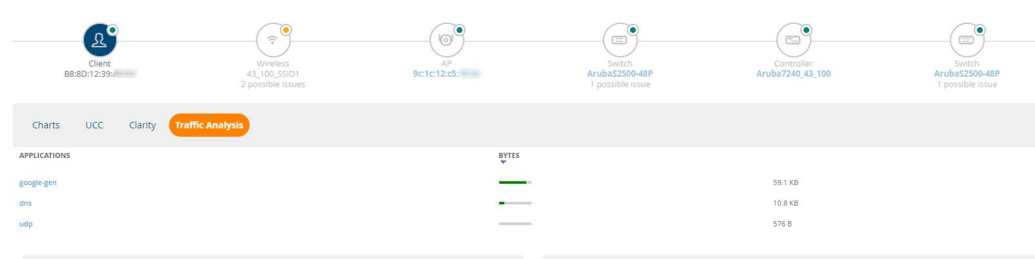 Client
B8:8D:12:39:
Wireless
43_100_SSID1
2 possible issues
AP
9c:1c:12:c5:
Switch
ArubaS2500-48P
1 possible issue
Controller
Aruba7240_43_100
Switch
ArubaS2500-48P
1 possible issue
Charts UCC Clarity Traffic Analysis
APPLICATIONS BYTES
google-gen 59.1 KB
dns 10.8 KB
udp 576 B